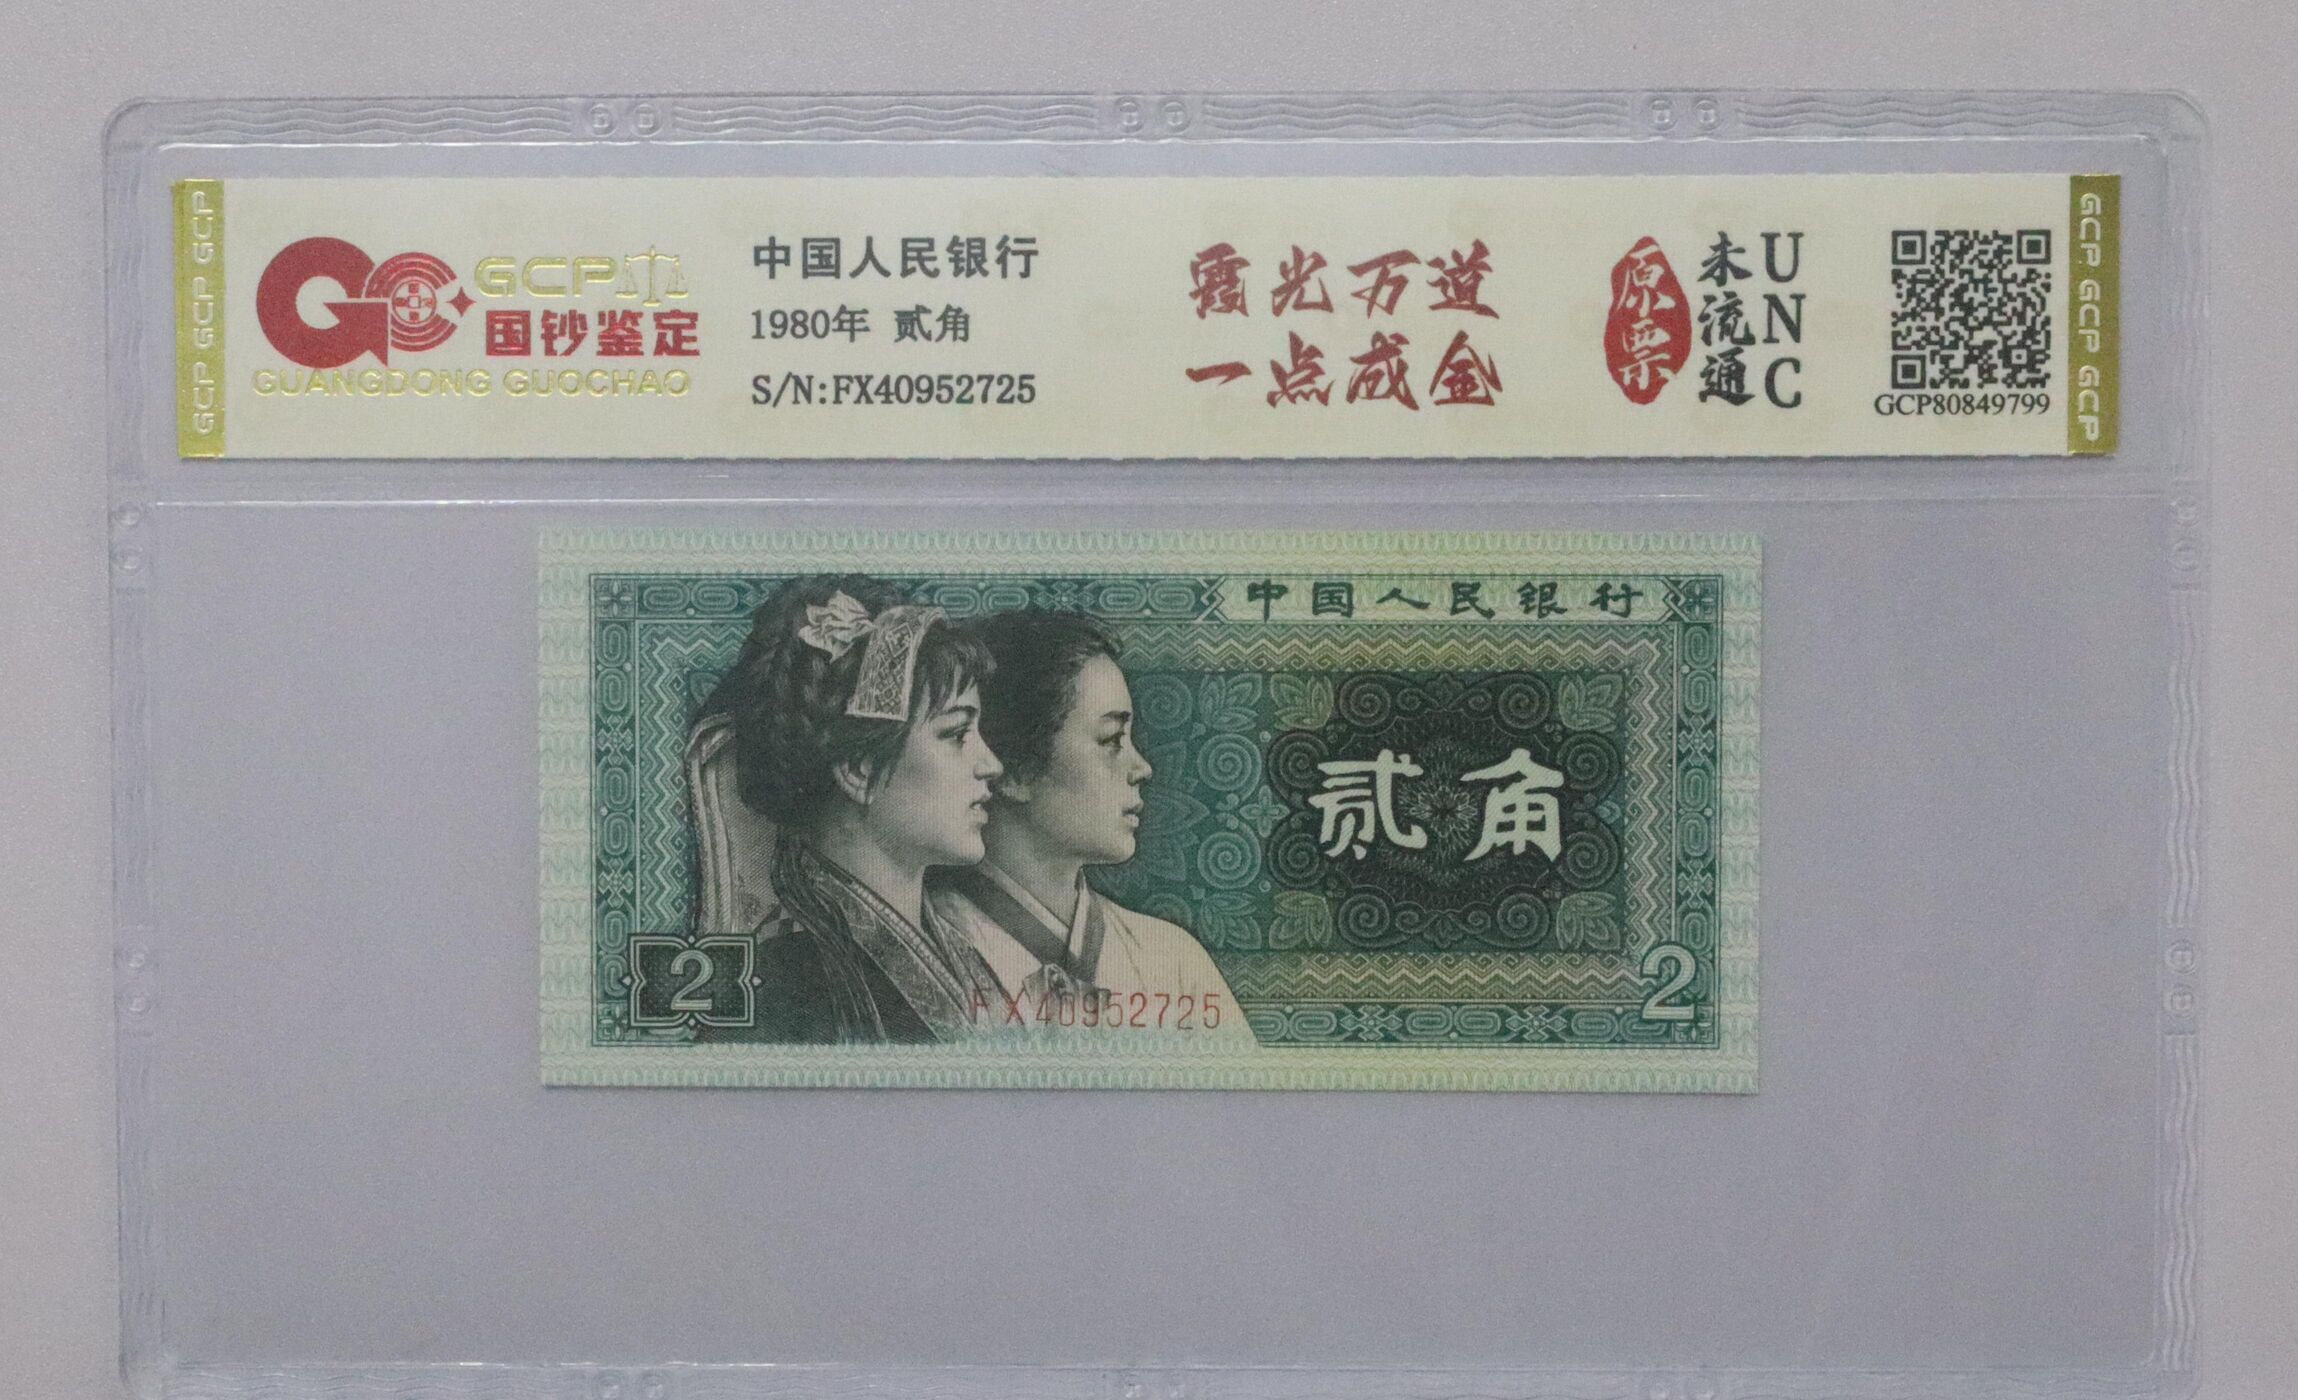 GCP GCP GCP
GCP
国钞鉴定
GUANGDONG GUOCHAO
中国人民银行
1980年 贰角
S/N:FX40952725
霞光万道
一点成金
原票
未流通
UNC
GCP80849799
GCP GCP GCP
中国人民银行
贰角
2
FX40952725
2